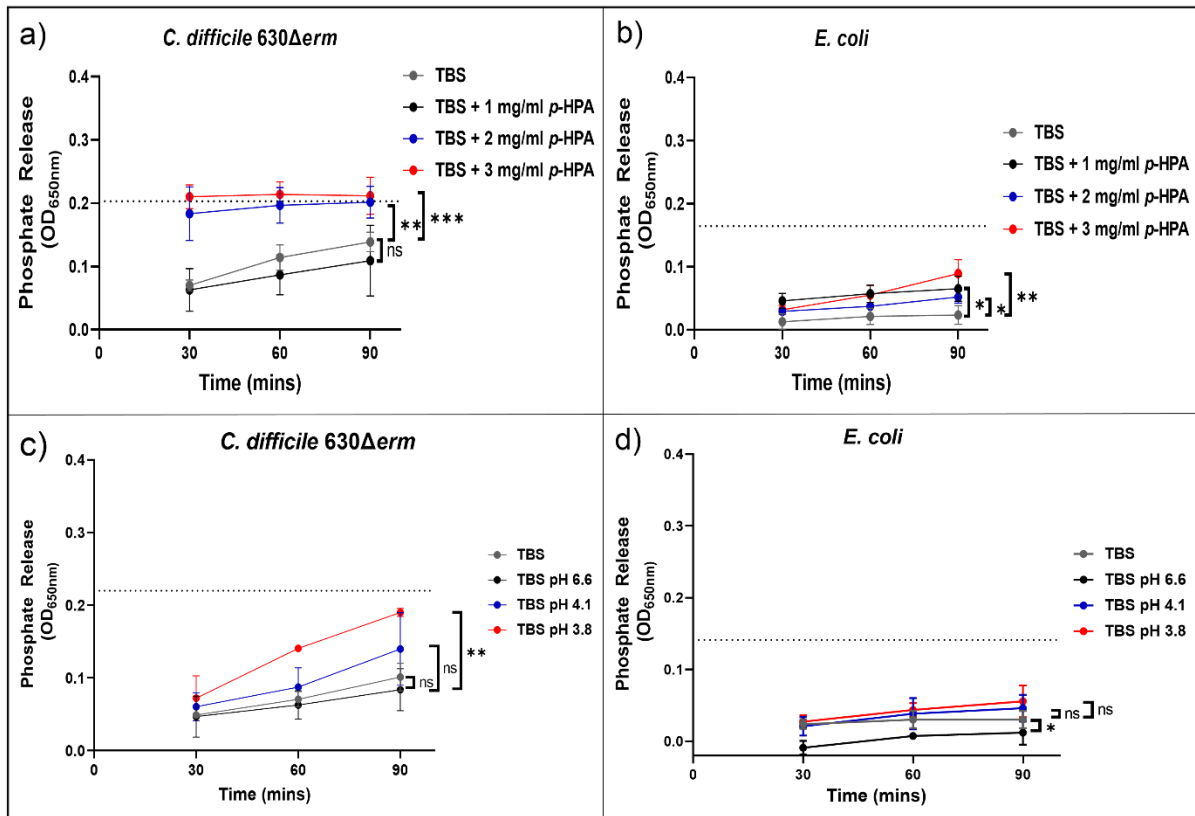 a)
C. difficile 630Δerm
Phosphate Release
(OD650nm)
0.4
0.3
0.2
0.1
0.0
0
30
60
90
Time (mins)
TBS
TBS + 1 mg/ml p-HPA
TBS + 2 mg/ml p-HPA
TBS + 3 mg/ml p-HPA
**
***
ns
b)
E. coli
Phosphate Release
(OD650nm)
0.4
0.3
0.2
0.1
0.0
0
30
60
90
Time (mins)
TBS
TBS + 1 mg/ml p-HPA
TBS + 2 mg/ml p-HPA
TBS + 3 mg/ml p-HPA
*
*
**
c)
C. difficile 630Δerm
Phosphate Release
(OD650nm)
0.4
0.3
0.2
0.1
0.0
0
30
60
90
Time (mins)
TBS
TBS pH 6.6
TBS pH 4.1
TBS pH 3.8
ns
ns
**
d)
E. coli
Phosphate Release
(OD650nm)
0.4
0.3
0.2
0.1
0.0
0
30
60
90
Time (mins)
TBS
TBS pH 6.6
TBS pH 4.1
TBS pH 3.8
ns
ns
*